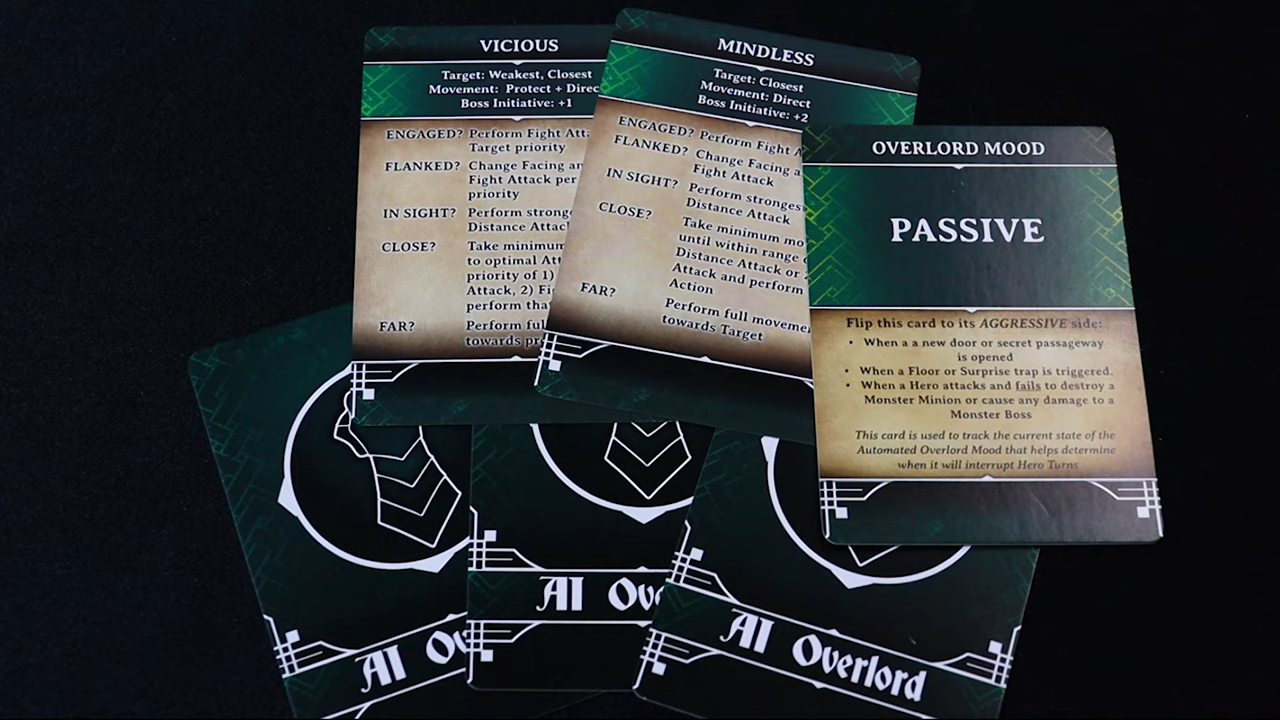 VICIOUS
Target: Weakest, Closest
Movement: Protect + Direc
Boss Initiative: +1
ENGAGED? Perform Fight Att
Target priority
FLANKED? Change Facing an
Fight Attack per
priority
IN SIGHT? Perform strong
Distance Attac
CLOSE? Take minimum
to optimal Att
priority of 1)
Attack, 2) Fi
perform tha
FAR? Perform ful
towards pr
MINDLESS
Target: Closest
Movement: Direct
Boss Initiative: +2
ENGAGED? Perform Fight A
FLANKED? Change Facing a
Fight Attack
IN SIGHT? Perform strongest
Distance Attack
CLOSE? Take minimum mo
until within range
Distance Attack or
Attack and perform
Action
FAR? Perform full movemen
towards Target
OVERLORD MOOD
PASSIVE
Flip this card to its AGGRESSIVE side:
• When a a new door or secret passageway
is opened
• When a Floor or Surprise trap is triggered.
• When a Hero attacks and fails to destroy a
Monster Minion or cause any damage to a
Monster Boss
This card is used to track the current state of the
Automated Overlord Mood that helps determine
when it will interrupt Hero Turns
AI Ov
AI Ov
AI Overlord